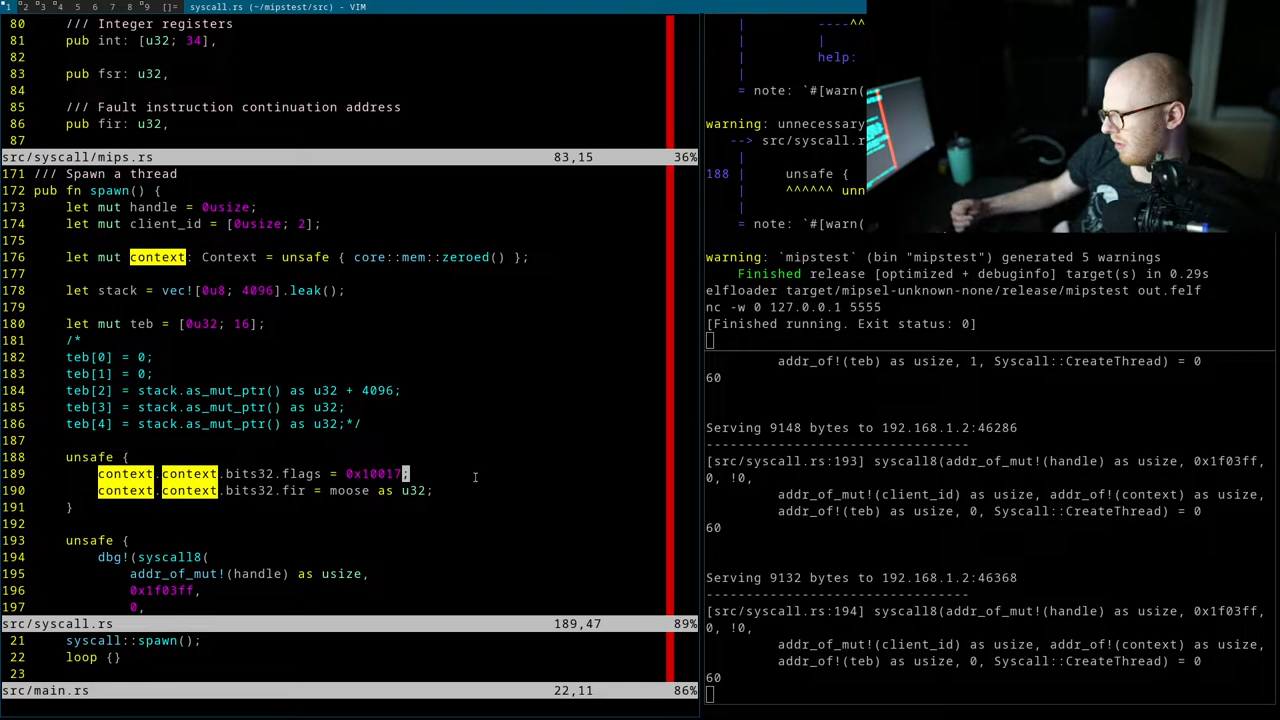 1 2 3 4 5 6 7 8 9 []= syscall.rs (~/mipstest/src) - VIM
80     /// Integer registers
81     pub int: [u32; 34],
82
83     pub fsr: u32,
84
85     /// Fault instruction continuation address
86     pub fir: u32,
87
src/syscall/mips.rs 83,15 36%
171 /// Spawn a thread
172 pub fn spawn() {
173     let mut handle = 0usize;
174     let mut client_id = [0usize; 2];
175
176     let mut context: Context = unsafe { core::mem::zeroed() };
177
178     let stack = vec![0u8; 4096].leak();
179
180     let mut teb = [0u32; 16];
181     /*
182     teb[0] = 0;
183     teb[1] = 0;
184     teb[2] = stack.as_mut_ptr() as u32 + 4096;
185     teb[3] = stack.as_mut_ptr() as u32;
186     teb[4] = stack.as_mut_ptr() as u32;*/
187
188     unsafe {
189         context.context.bits32.flags = 0x10017;
190         context.context.bits32.fir = moose as u32;
191     }
192
193     unsafe {
194         dbg!(syscall8(
195             addr_of_mut!(handle) as usize,
196             0x1f03ff,
197             0,
src/syscall.rs 189,47 89%
21     syscall::spawn();
22     loop {}
23
src/main.rs 22,11 86%
|         ----^^
|         |
|         help:
|
= note: `#[warn(
warning: unnecessary
--> src/syscall.r
|
188 |     unsafe {
|     ^^^^^^ unn
|
= note: `#[warn(
warning: `mipstest` (bin "mipstest") generated 5 warnings
Finished release [optimized + debuginfo] target(s) in 0.29s
elfloader target/mipsel-unknown-none/release/mipstest out.felf
nc -w 0 127.0.0.1 5555
[Finished running. Exit status: 0]
addr_of!(teb) as usize, 1, Syscall::CreateThread) = 0
60
Serving 9148 bytes to 192.168.1.2:46286
-------------------------------
[src/syscall.rs:193] syscall8(addr_of_mut!(handle) as usize, 0x1f03ff,
0, !0,
addr_of_mut!(client_id) as usize, addr_of!(context) as usize,
addr_of!(teb) as usize, 0, Syscall::CreateThread) = 0
60
Serving 9132 bytes to 192.168.1.2:46368
-------------------------------
[src/syscall.rs:194] syscall8(addr_of_mut!(handle) as usize, 0x1f03ff,
0, !0,
addr_of_mut!(client_id) as usize, addr_of!(context) as usize,
addr_of!(teb) as usize, 0, Syscall::CreateThread) = 0
60